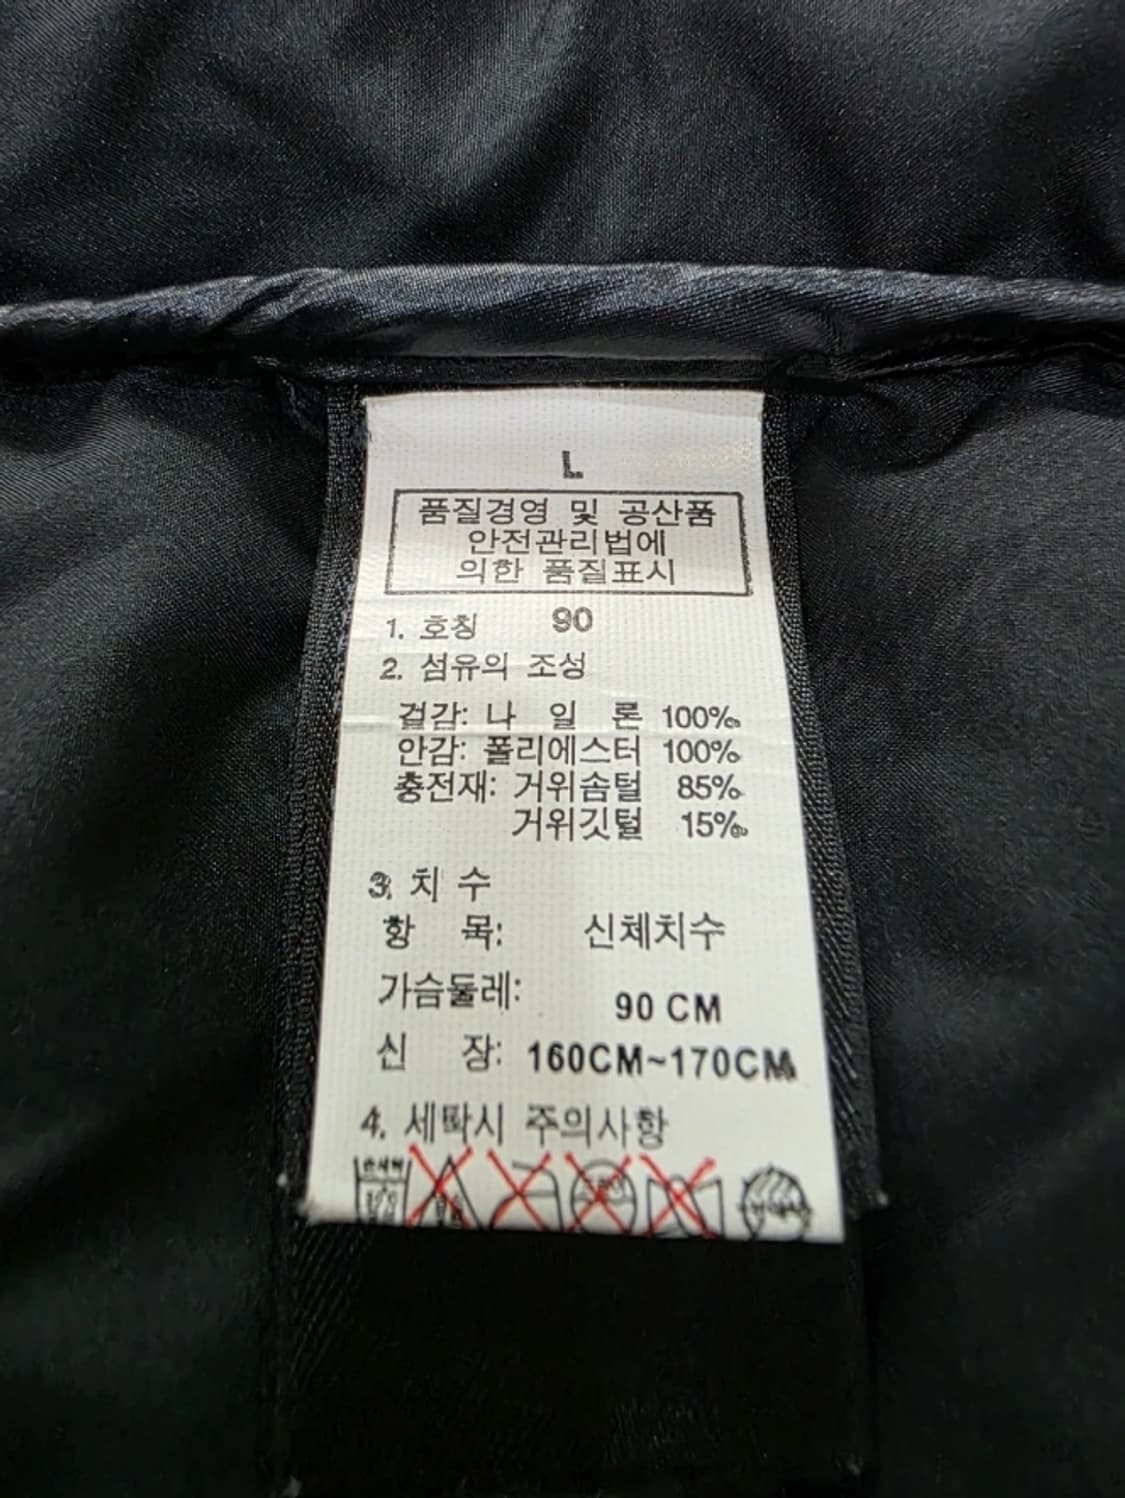 L
품질경영 및 공산품
안전관리법에
의한 품질표시
1. 호칭 90
2. 섬유의 조성
겉감: 나 일 론 100%
안감: 폴리에스터 100%
충전재: 거위솜털 85%
거위깃털 15%
3. 치 수
항 목: 신체치수
가슴둘레: 90 CM
신 장: 160CM~170CM
4. 세탁시 주의사항
손세탁